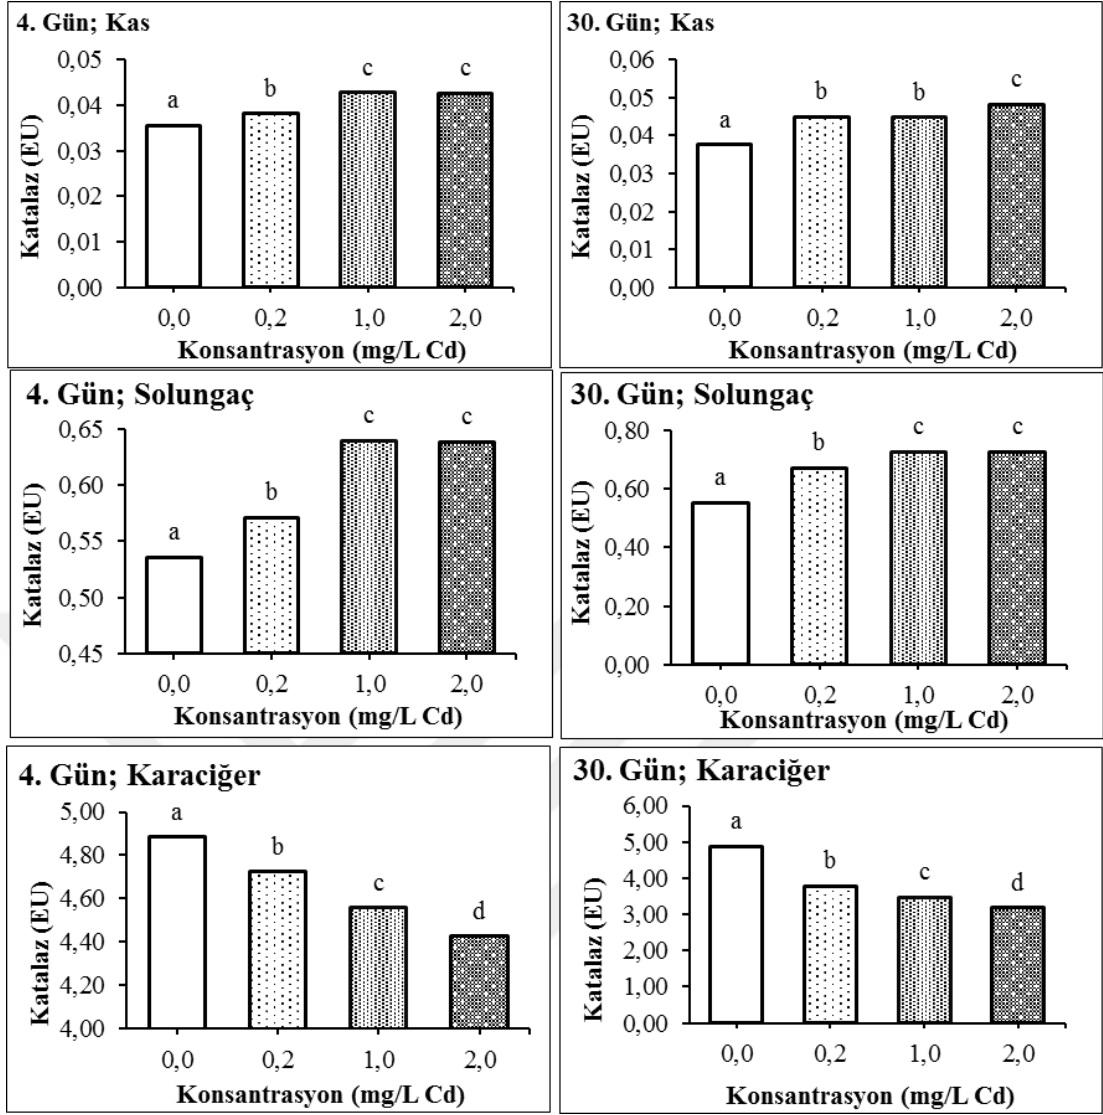 4. Gün; Kas
0,05
0,04
0,03
0,02
0,01
0,00
Katalaz (EU)
a
b
c
c
0,0 0,2 1,0 2,0
Konsantrasyon (mg/L Cd)
30. Gün; Kas
0,06
0,05
0,04
0,03
0,02
0,01
0,00
Katalaz (EU)
a
b
b
c
0,0 0,2 1,0 2,0
Konsantrasyon (mg/L Cd)
4. Gün; Solungaç
0,65
0,60
0,55
0,50
0,45
Katalaz (EU)
a
b
c
c
0,0 0,2 1,0 2,0
Konsantrasyon (mg/L Cd)
30. Gün; Solungaç
0,80
0,60
0,40
0,20
0,00
Katalaz (EU)
a
b
c
c
0,0 0,2 1,0 2,0
Konsantrasyon (mg/L Cd)
4. Gün; Karaciğer
5,00
4,80
4,60
4,40
4,20
4,00
Katalaz (EU)
a
b
c
d
0,0 0,2 1,0 2,0
Konsantrasyon (mg/L Cd)
30. Gün; Karaciğer
6,00
5,00
4,00
3,00
2,00
1,00
0,00
Katalaz (EU)
a
b
c
d
0,0 0,2 1,0 2,0
Konsantrasyon (mg/L Cd)